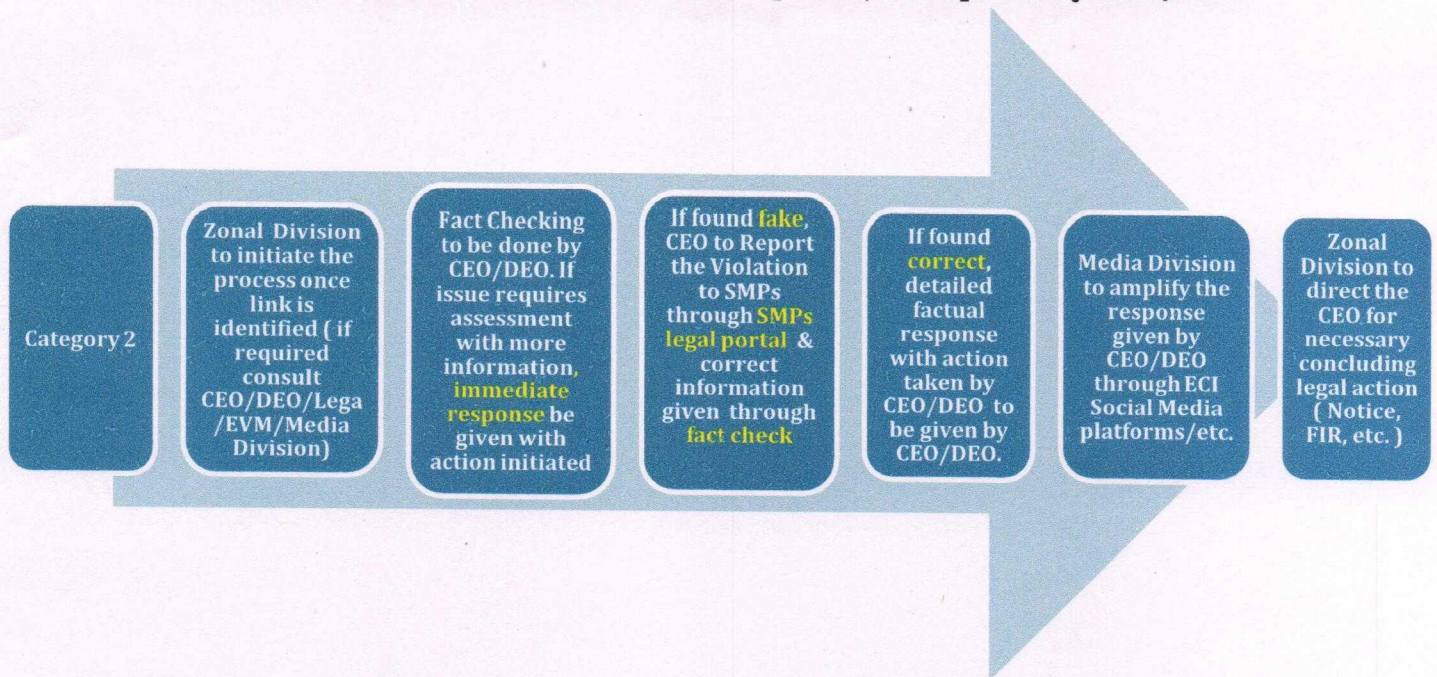 Category 2
Zonal Division
to initiate the
process once
link is
identified ( if
required
consult
CEO/DEO/Lega
/EVM/Media
Division)
Fact Checking
to be done by
CEO/DEO. If
issue requires
assessment
with more
information,
immediate
response be
given with
action initiated
If found fake,
CEO to Report
the Violation
to SMPs
through SMPs
legal portal &
correct
information
given through
fact check
If found
correct,
detailed
factual
response
with action
taken by
CEO/DEO to
be given by
CEO/DEO.
Media Division
to amplify the
response
given by
CEO/DEO
through ECI
Social Media
platforms/etc.
Zonal
Division to
direct the
CEO for
necessary
concluding
legal action
( Notice,
FIR, etc. )